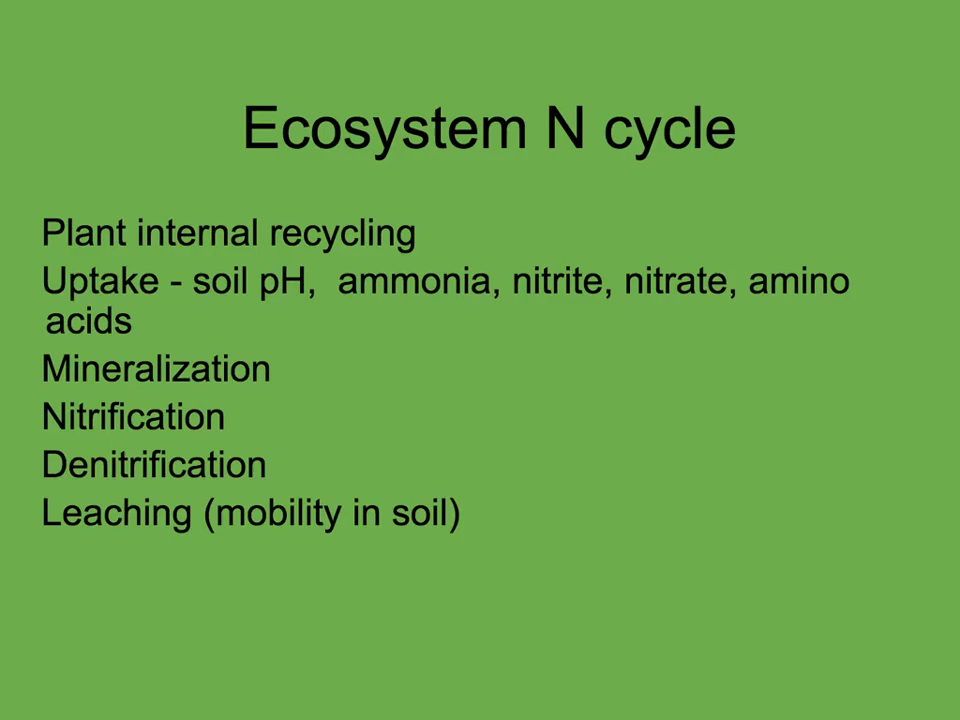 Ecosystem N cycle
Plant internal recycling
Uptake - soil pH,  ammonia, nitrite, nitrate, amino
acids
Mineralization
Nitrification
Denitrification
Leaching (mobility in soil)